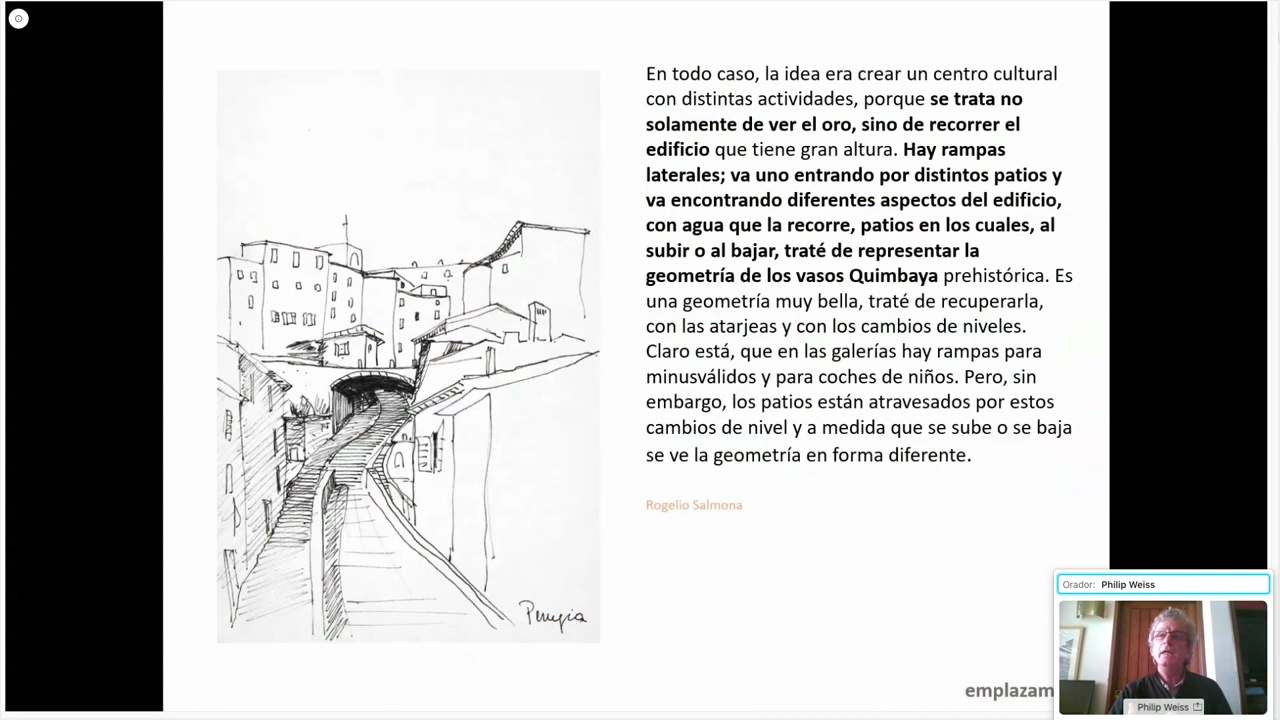 En todo caso, la idea era crear un centro cultural
con distintas actividades, porque se trata no
solamente de ver el oro, sino de recorrer el
edificio que tiene gran altura. Hay rampas
laterales; va uno entrando por distintos patios y
va encontrando diferentes aspectos del edificio,
con agua que la recorre, patios en los cuales, al
subir o al bajar, traté de representar la
geometría de los vasos Quimbaya prehistórica. Es
una geometría muy bella, traté de recuperarla,
con las atarjeas y con los cambios de niveles.
Claro está, que en las galerías hay rampas para
minusválidos y para coches de niños. Pero, sin
embargo, los patios están atravesados por estos
cambios de nivel y a medida que se sube o se baja
se ve la geometría en forma diferente.
Rogelio Salmona
Perugia
emplazam
Orador: Philip Weiss
Philip Weiss